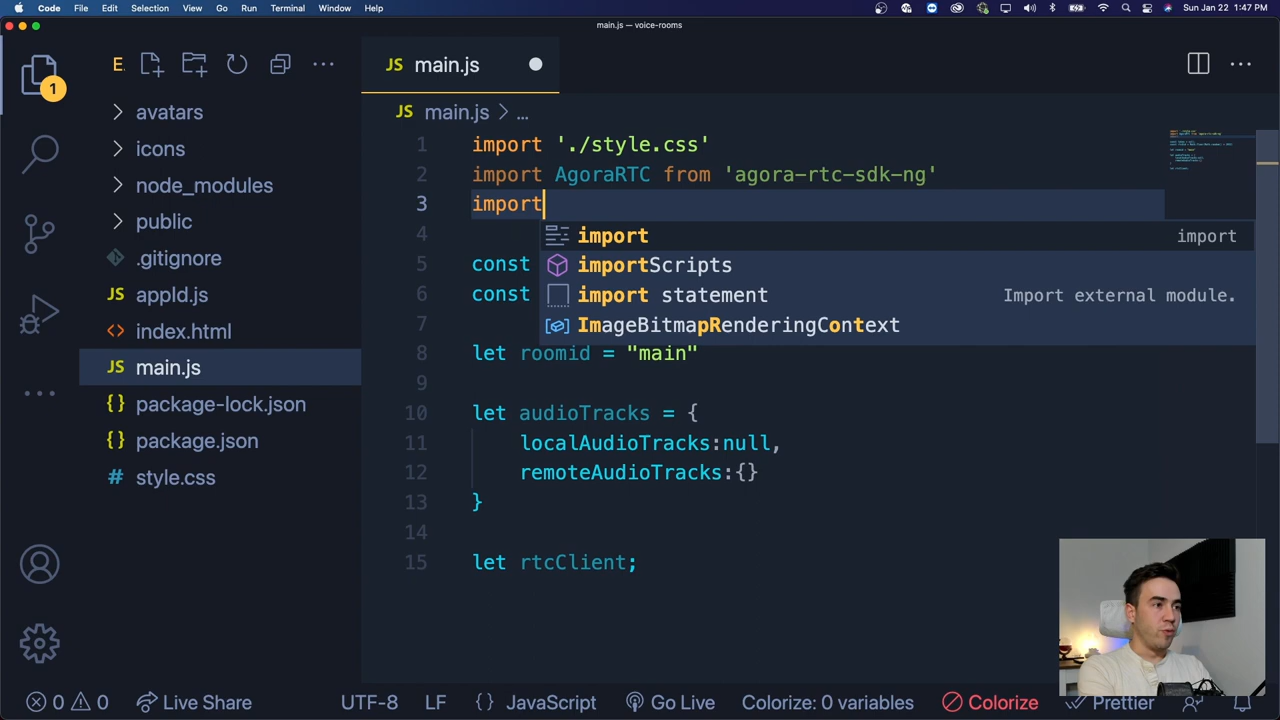 Code File Edit Selection View Go Run Terminal Window Help Sun Jan 22 1:47 PM
main.js — voice-rooms
E.
JS main.js
1
JS main.js > ...
avatars
icons
node_modules
public
.gitignore
JS appId.js
index.html
JS main.js
{} package-lock.json
{} package.json
# style.css
1 import './style.css'
2 import AgoraRTC from 'agora-rtc-sdk-ng'
3 import
4
import import
importScripts
import statement Import external module.
ImageBitmapRenderingContext
5 const
6 const
7
8 let roomid = "main"
9
10 let audioTracks = {
11 localAudioTracks:null,
12 remoteAudioTracks:{}
13 }
14
15 let rtcClient;
0 0 Live Share UTF-8 LF {} JavaScript Go Live Colorize: 0 variables Colorize Prettier